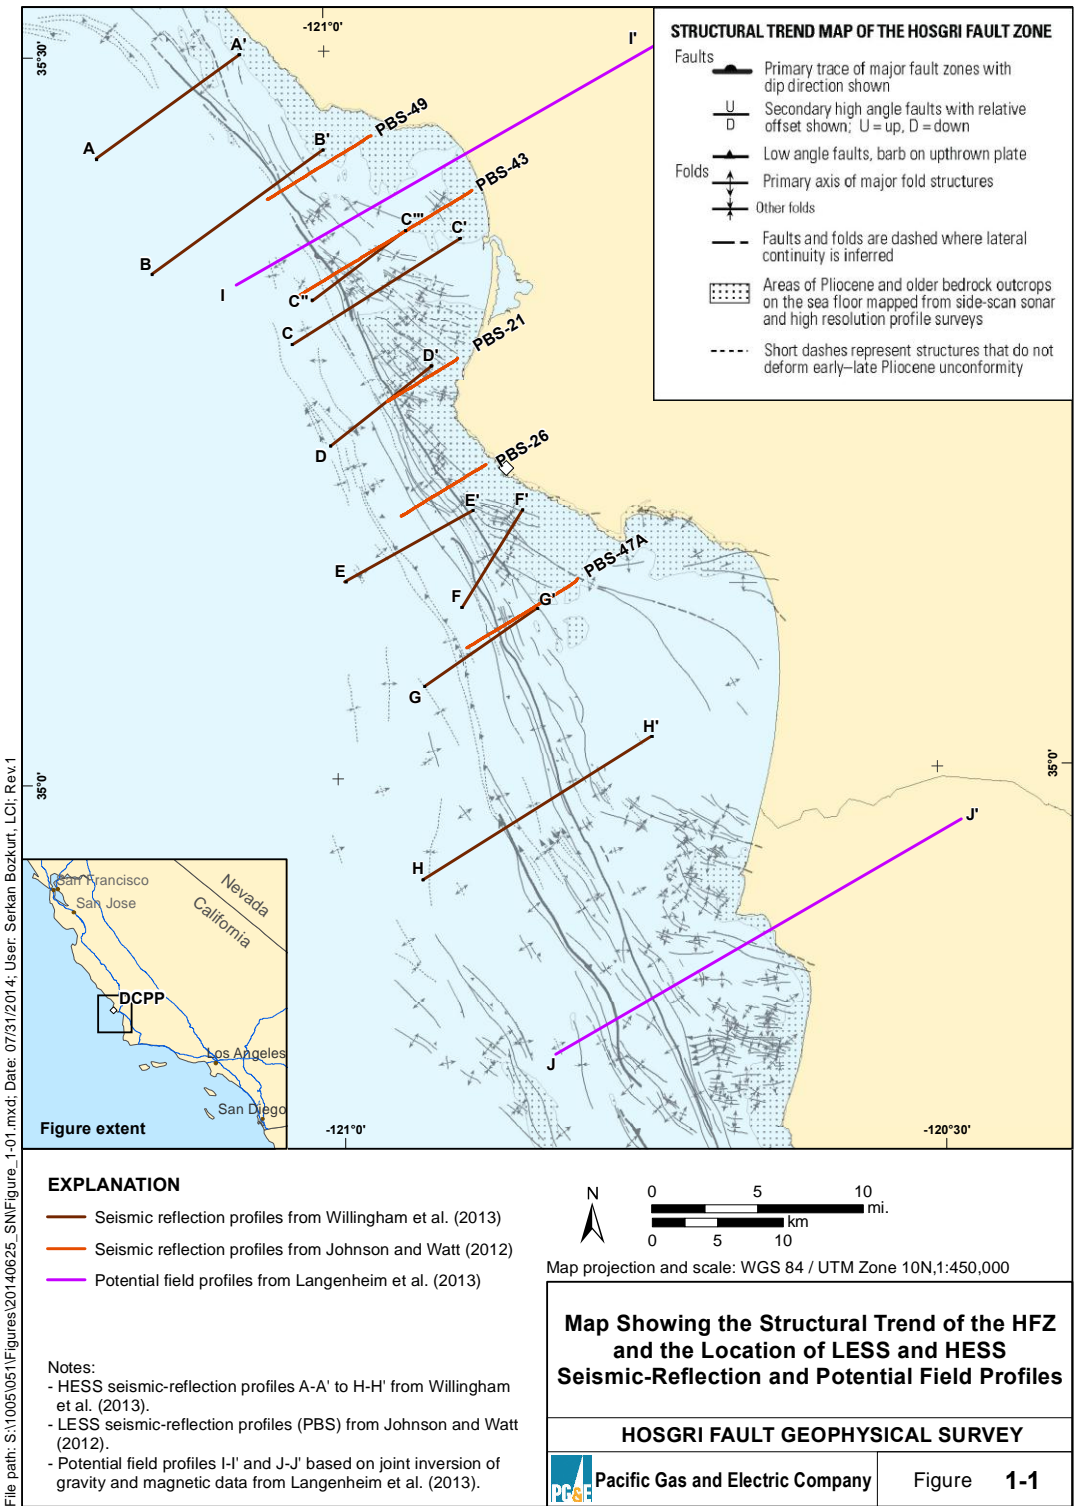 -121°0'
35°30'
A'
I'
A
PBS-49
B'
PBS-43
C'''
C'
B
I
C''
C
PBS-21
D'
D
PBS-26
E'
F'
E
PBS-47A
F
G'
G
H'
35°0'
35°0'
H
J'
J
-121°0'
-120°30'
STRUCTURAL TREND MAP OF THE HOSGRI FAULT ZONE
Faults
Primary trace of major fault zones with
dip direction shown
U
D
Secondary high angle faults with relative
offset shown; U = up, D = down
Low angle faults, barb on upthrown plate
Folds
Primary axis of major fold structures
Other folds
Faults and folds are dashed where lateral
continuity is inferred
Areas of Pliocene and older bedrock outcrops
on the sea floor mapped from side-scan sonar
and high resolution profile surveys
Short dashes represent structures that do not
deform early–late Pliocene unconformity
San Francisco
San Jose
Nevada
California
DCPP
Los Angeles
San Diego
Figure extent
File path: S:\1005\051\Figures\20140625_SN\Figure_1-01.mxd; Date: 07/31/2014; User: Serkan Bozkurt, LCI; Rev.1
EXPLANATION
Seismic reflection profiles from Willingham et al. (2013)
Seismic reflection profiles from Johnson and Watt (2012)
Potential field profiles from Langenheim et al. (2013)
N
0 5 10
mi.
km
0 5 10
Map projection and scale: WGS 84 / UTM Zone 10N,1:450,000
Notes:
- HESS seismic-reflection profiles A-A' to H-H' from Willingham
et al. (2013).
- LESS seismic-reflection profiles (PBS) from Johnson and Watt
(2012).
- Potential field profiles I-I' and J-J' based on joint inversion of
gravity and magnetic data from Langenheim et al. (2013).
Map Showing the Structural Trend of the HFZ
and the Location of LESS and HESS
Seismic-Reflection and Potential Field Profiles
HOSGRI FAULT GEOPHYSICAL SURVEY
PG&E
Pacific Gas and Electric Company
Figure 1-1